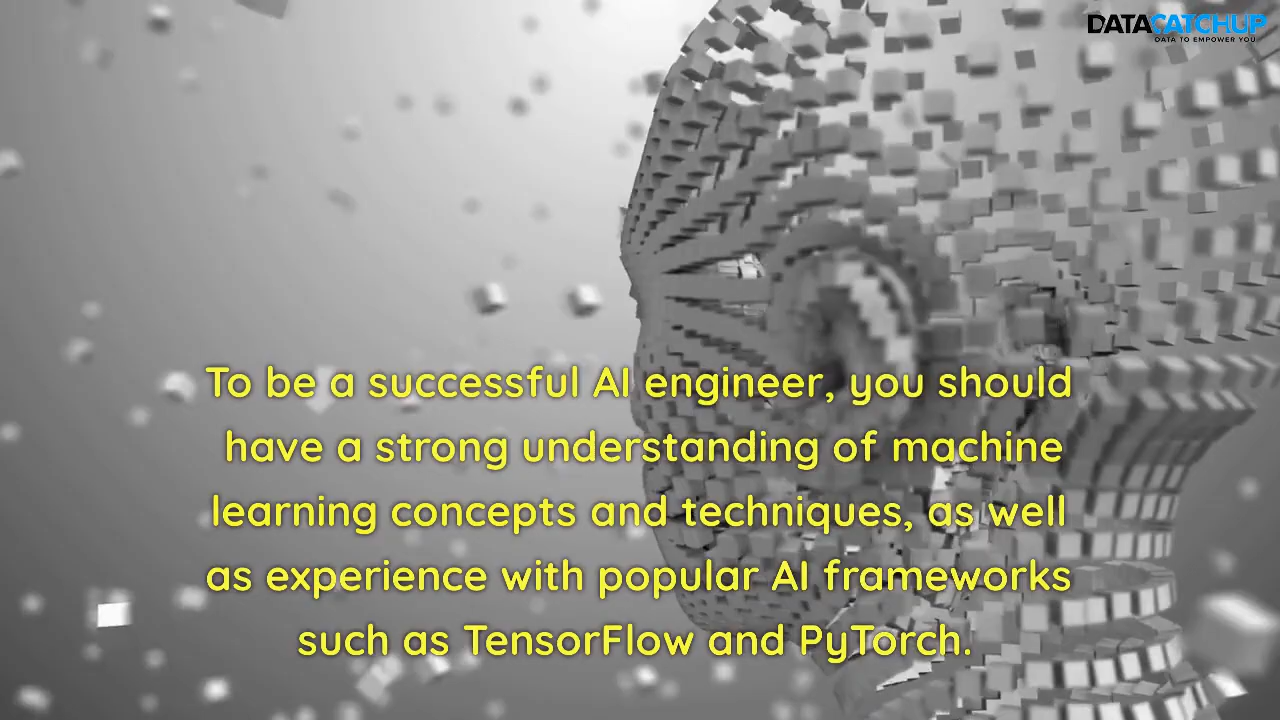 DATACATCHUP
DATA TO EMPOWER YOU
To be a successful AI engineer, you should
have a strong understanding of machine
learning concepts and techniques, as well
as experience with popular AI frameworks
such as TensorFlow and PyTorch.